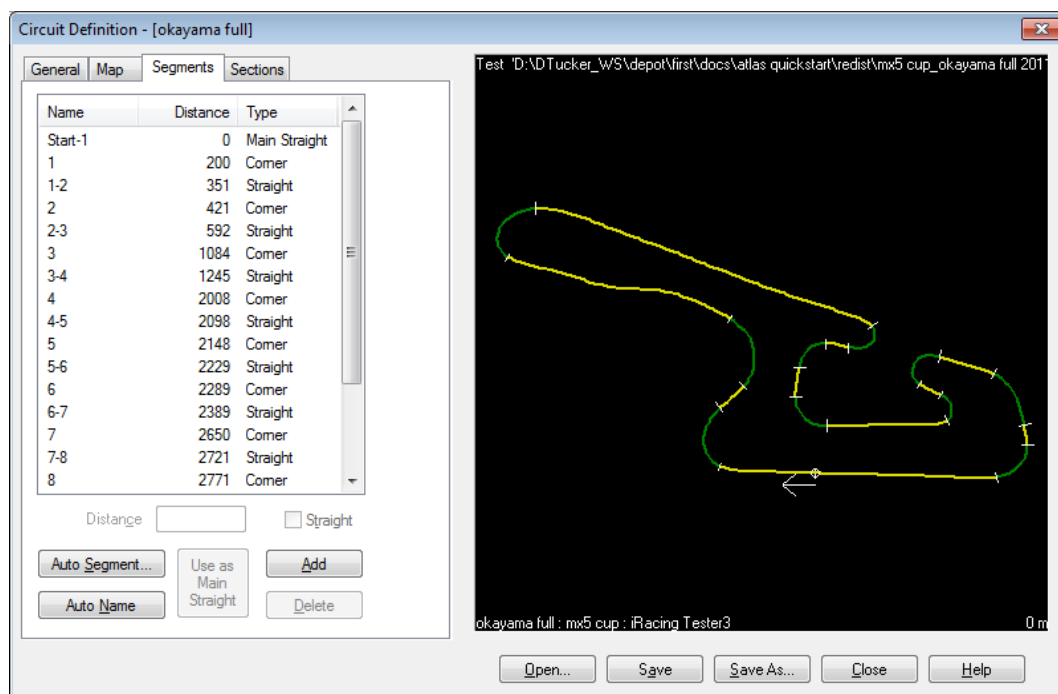 Circuit Definition - [okayama full]
General Map Segments Sections
Name Distance Type
Start-1 0 Main Straight
1 200 Corner
1-2 351 Straight
2 421 Corner
2-3 592 Straight
3 1084 Corner
3-4 1245 Straight
4 2008 Corner
4-5 2098 Straight
5 2148 Corner
5-6 2229 Straight
6 2289 Corner
6-7 2389 Straight
7 2650 Corner
7-8 2721 Straight
8 2771 Corner
Distance Straight
Auto Segment... Use as Main Straight Add
Auto Name Delete
Test 'D:\DTucker_WS\depot\first\docs\atlas quickstart\redist\mx5 cup_okayama full 2011
okayama full : mx5 cup : iRacing Tester3 0 m
Open... Save Save As... Close Help